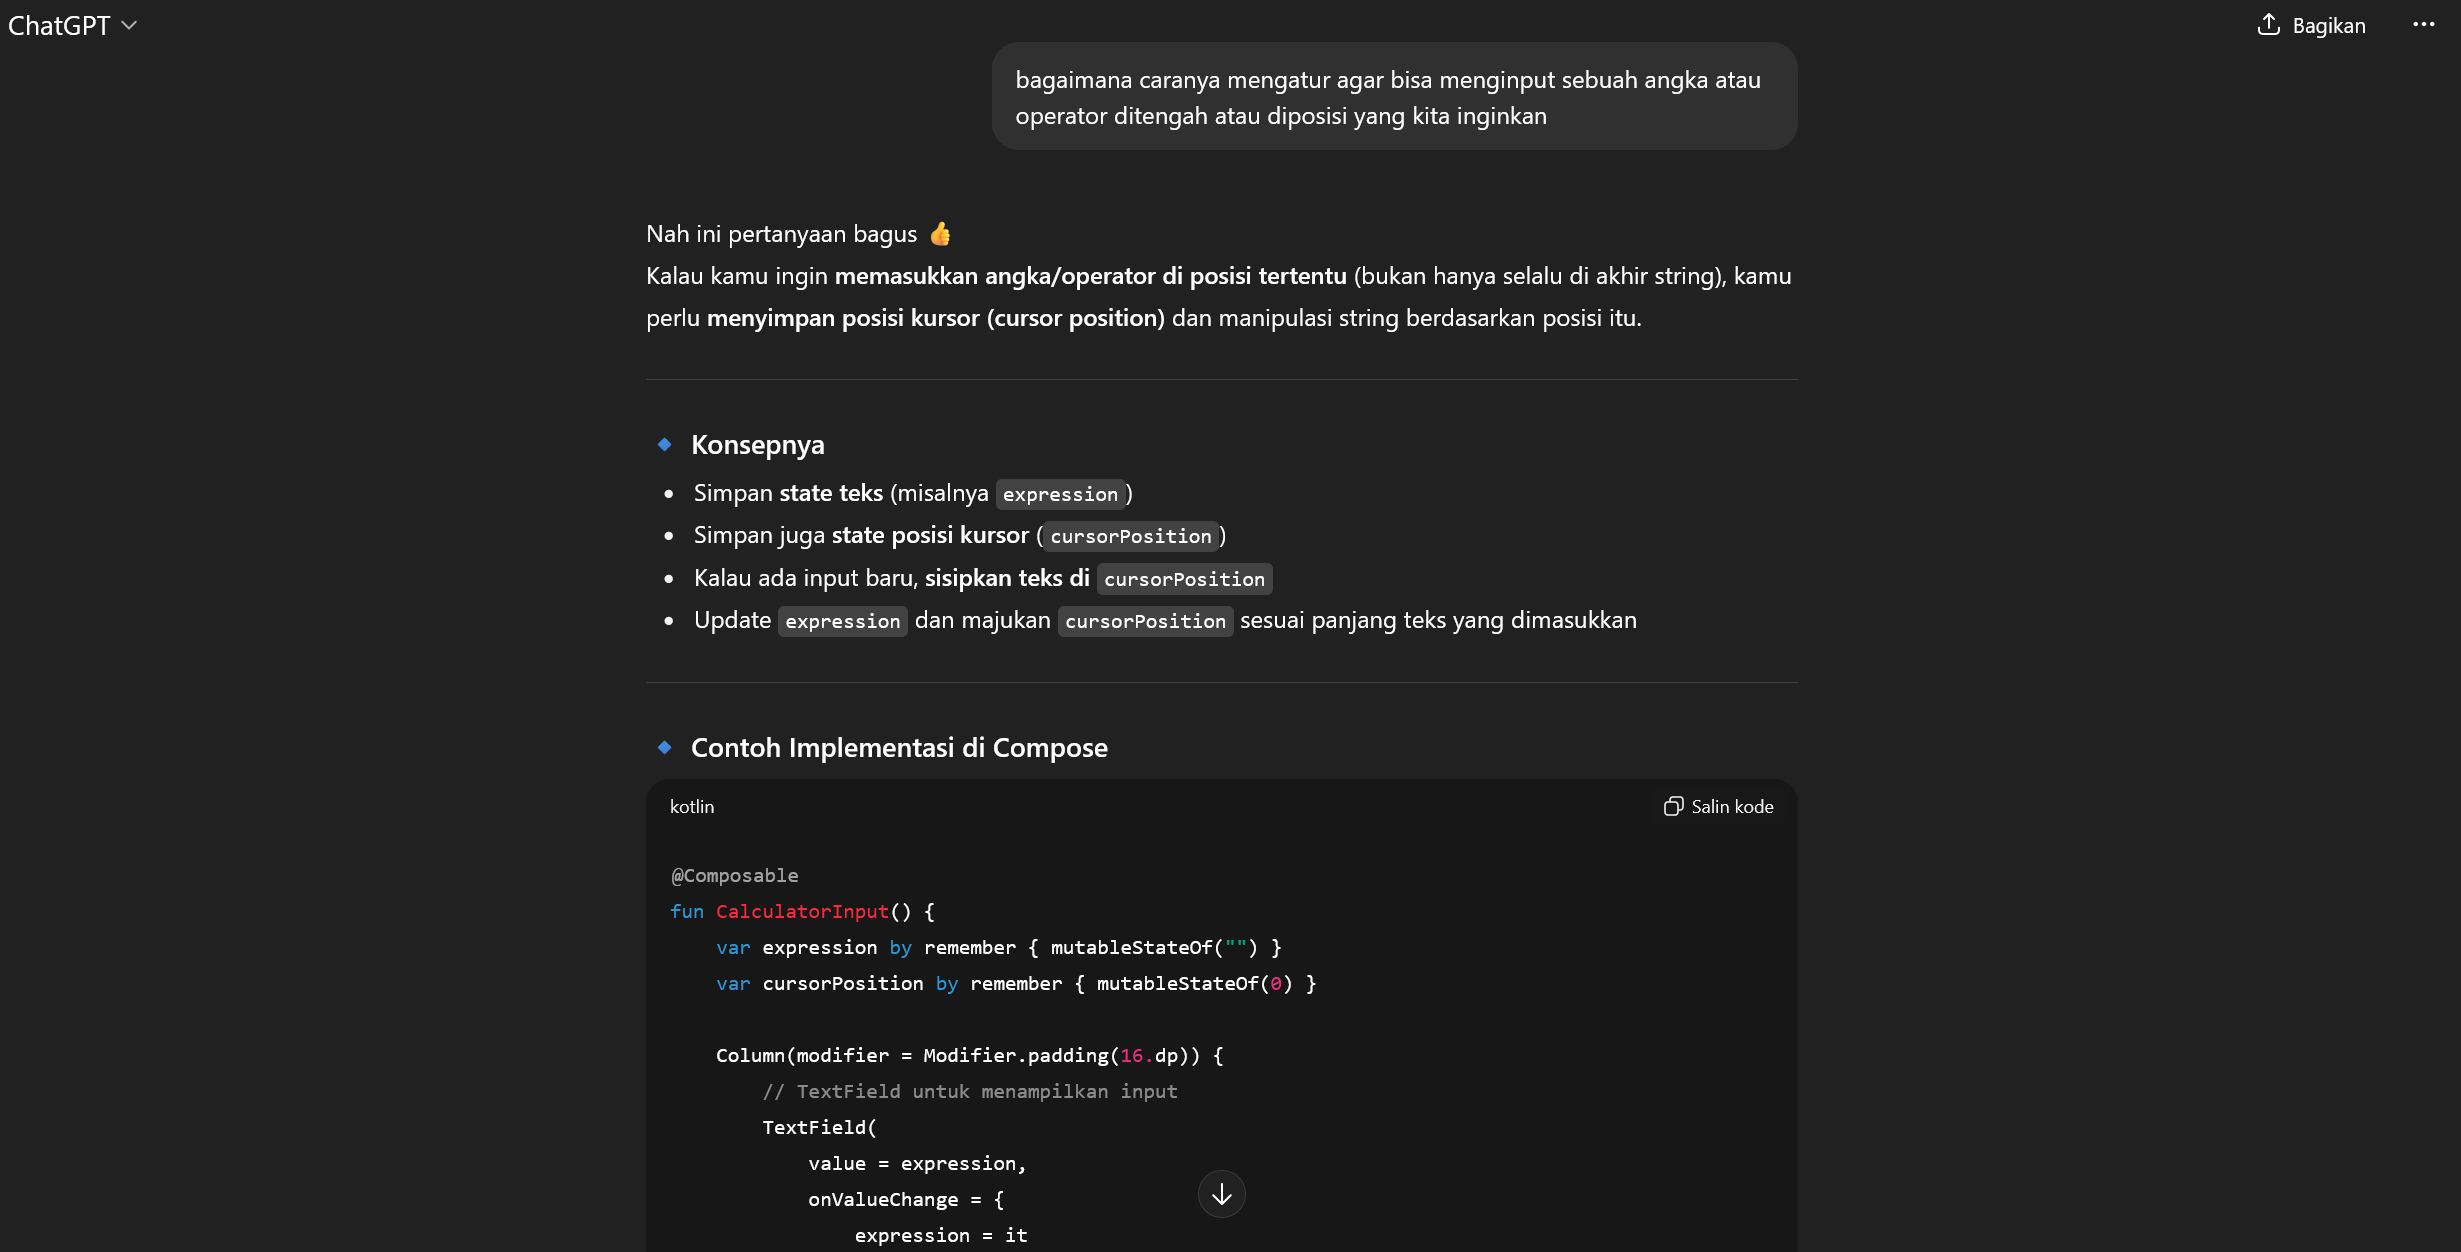 ChatGPT
Bagikan
bagaimana caranya mengatur agar bisa menginput sebuah angka atau
operator ditengah atau diposisi yang kita inginkan
Nah ini pertanyaan bagus 👍
Kalau kamu ingin memasukkan angka/operator di posisi tertentu (bukan hanya selalu di akhir string), kamu
perlu menyimpan posisi kursor (cursor position) dan manipulasi string berdasarkan posisi itu.
🔹 Konsepnya
• Simpan state teks (misalnya expression)
• Simpan juga state posisi kursor (cursorPosition)
• Kalau ada input baru, sisipkan teks di cursorPosition
• Update expression dan majukan cursorPosition sesuai panjang teks yang dimasukkan
🔹 Contoh Implementasi di Compose
kotlin
Salin kode
@Composable
fun CalculatorInput() {
    var expression by remember { mutableStateOf("") }
    var cursorPosition by remember { mutableStateOf(0) }
    Column(modifier = Modifier.padding(16.dp)) {
        // TextField untuk menampilkan input
        TextField(
            value = expression,
            onValueChange = {
                expression = it